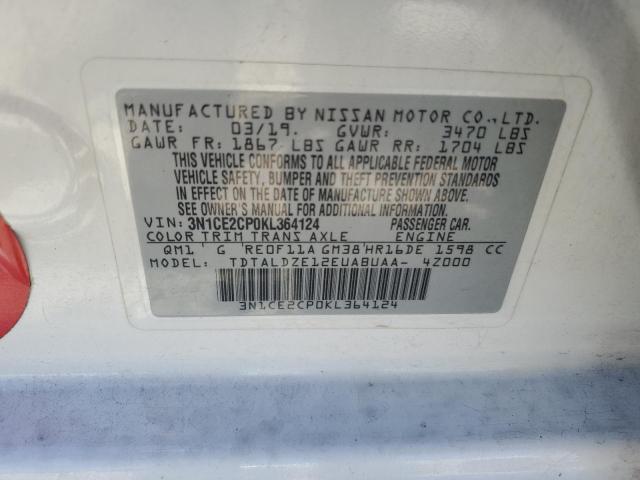 MANUFACTURED BY NISSAN MOTOR CO., LTD.
DATE: 03/19. GVWR: 3470 LBS
GAWR FR: 1867 LBS GAWR RR: 1704 LBS
THIS VEHICLE CONFORMS TO ALL APPLICABLE FEDERAL MOTOR
VEHICLE SAFETY, BUMPER AND THEFT PREVENTION STANDARDS
IN EFFECT ON THE DATE OF MANUFACTURE SHOWN ABOVE.
SEE OWNER'S MANUAL FOR ADDITIONAL INFORMATION.
VIN: 3N1CE2CP0KL364124 PASSENGER CAR.
COLOR TRIM TRANS AXLE ENGINE
QM1' G 'RE0F11A GM38'HR16DE 1598 CC
MODEL: TDTALDZE12EUABUAA- 4Z000
3N1CE2CP0KL364124